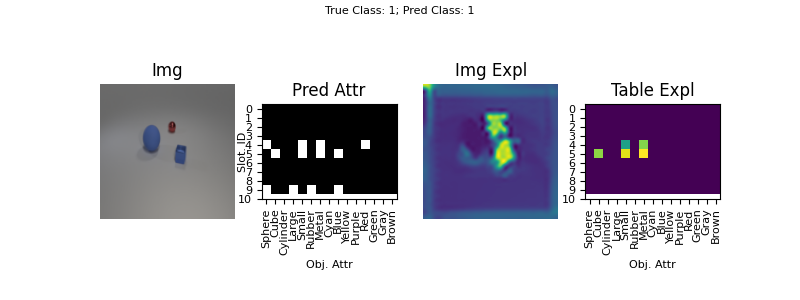 True Class: 1; Pred Class: 1
Img
Pred Attr
Img Expl
Table Expl
Slot. ID
0
1
2
3
4
5
6
7
8
9
10
0
1
2
3
4
5
6
7
8
9
10
Sphere
Cube
Cylinder
Large
Small
Rubber
Metal
Cyan
Blue
Yellow
Purple
Red
Green
Gray
Brown
Sphere
Cube
Cylinder
Large
Small
Rubber
Metal
Cyan
Blue
Yellow
Purple
Red
Green
Gray
Brown
Obj. Attr
Obj. Attr